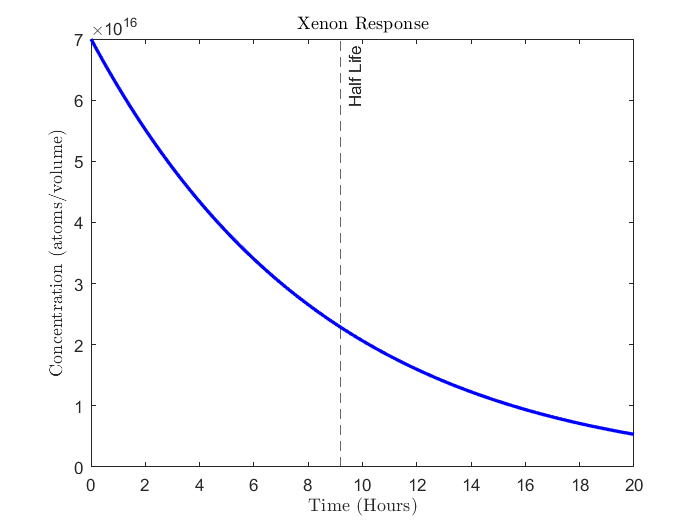 Xenon Response
×10^16
7
6
5
4
3
2
1
0
Concentration (atoms/volume)
Half Life
0 2 4 6 8 10 12 14 16 18 20
Time (Hours)